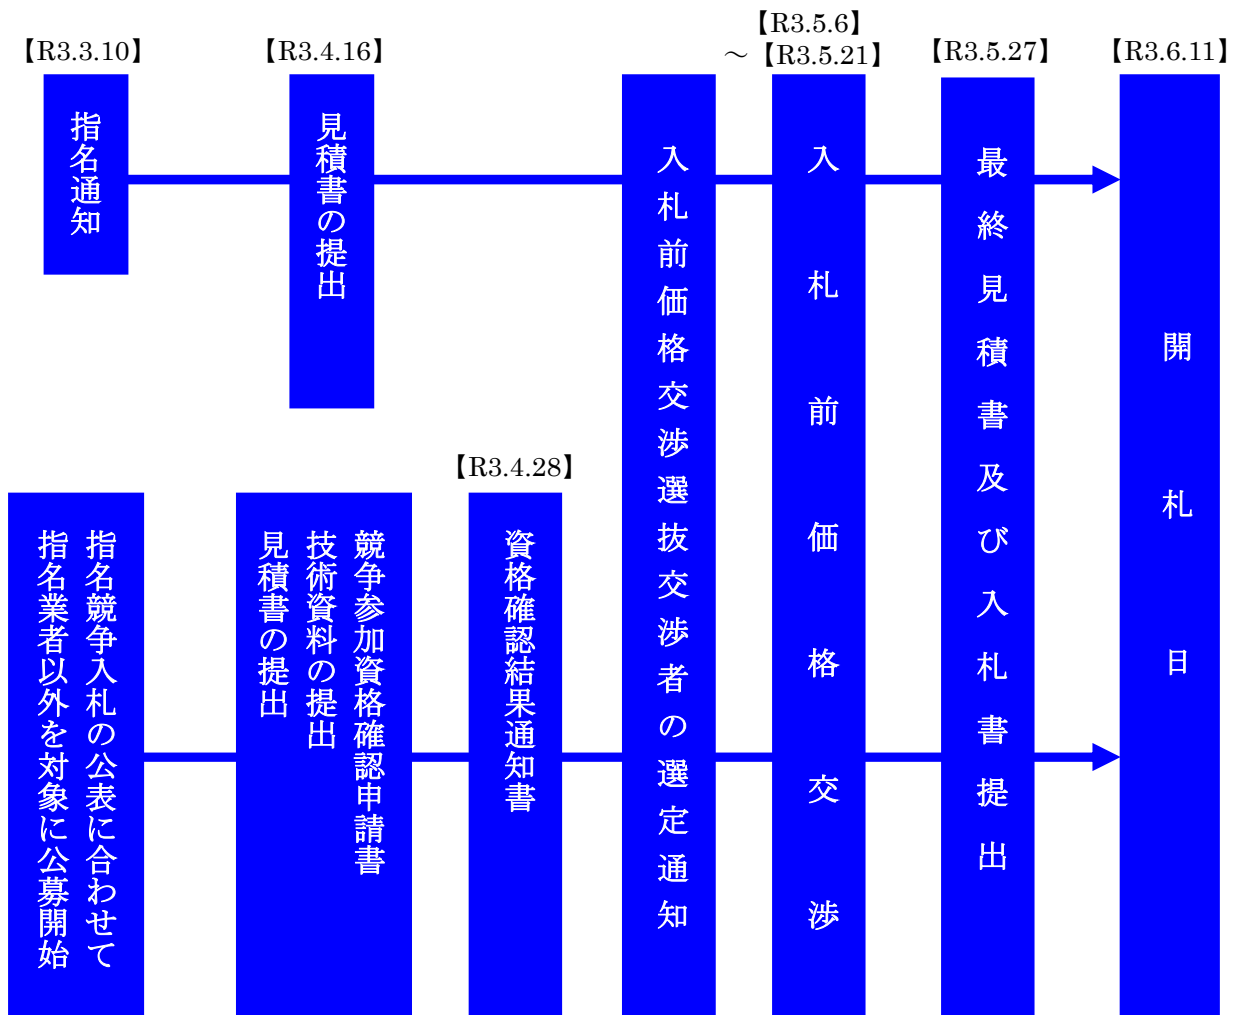 【R3.3.10】
【R3.4.16】
【R3.5.6】
～【R3.5.21】
【R3.5.27】
【R3.6.11】
指名通知
見積書の提出
【R3.4.28】
指名競争入札の公表に合わせて
指名業者以外を対象に公募開始
競争参加資格確認申請書
技術資料の提出
見積書の提出
資格確認結果通知書
入札前価格交渉選抜交渉者の選定通知
入札前価格交渉
最終見積書及び入札書提出
開札日